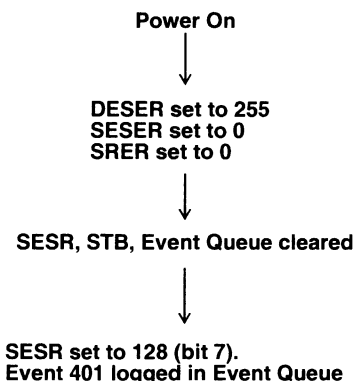 Power On
DESER set to 255
SESER set to 0
SRER set to 0
SESR, STB, Event Queue cleared
SESR set to 128 (bit 7).
Event 401 logged in Event Queue